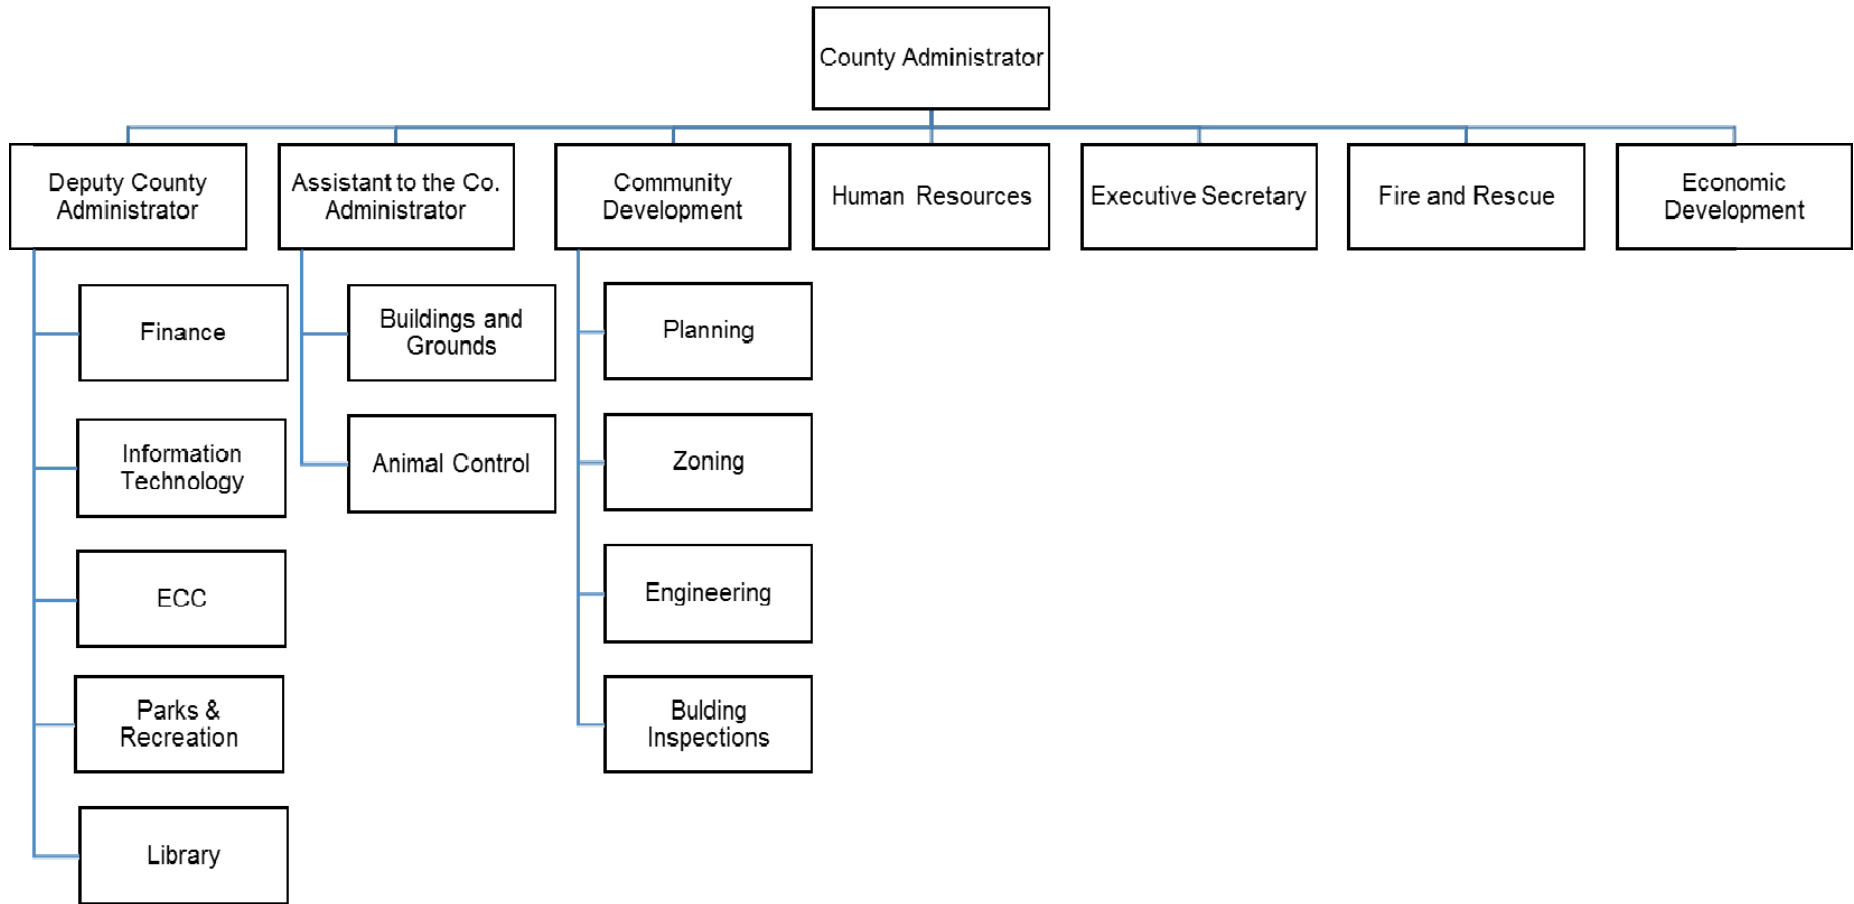 County Administrator
Deputy County
Administrator
Assistant to the Co.
Administrator
Community
Development
Human Resources
Executive Secretary
Fire and Rescue
Economic
Development
Finance
Information
Technology
ECC
Parks &
Recreation
Library
Buildings and
Grounds
Animal Control
Planning
Zoning
Engineering
Bulding
Inspections